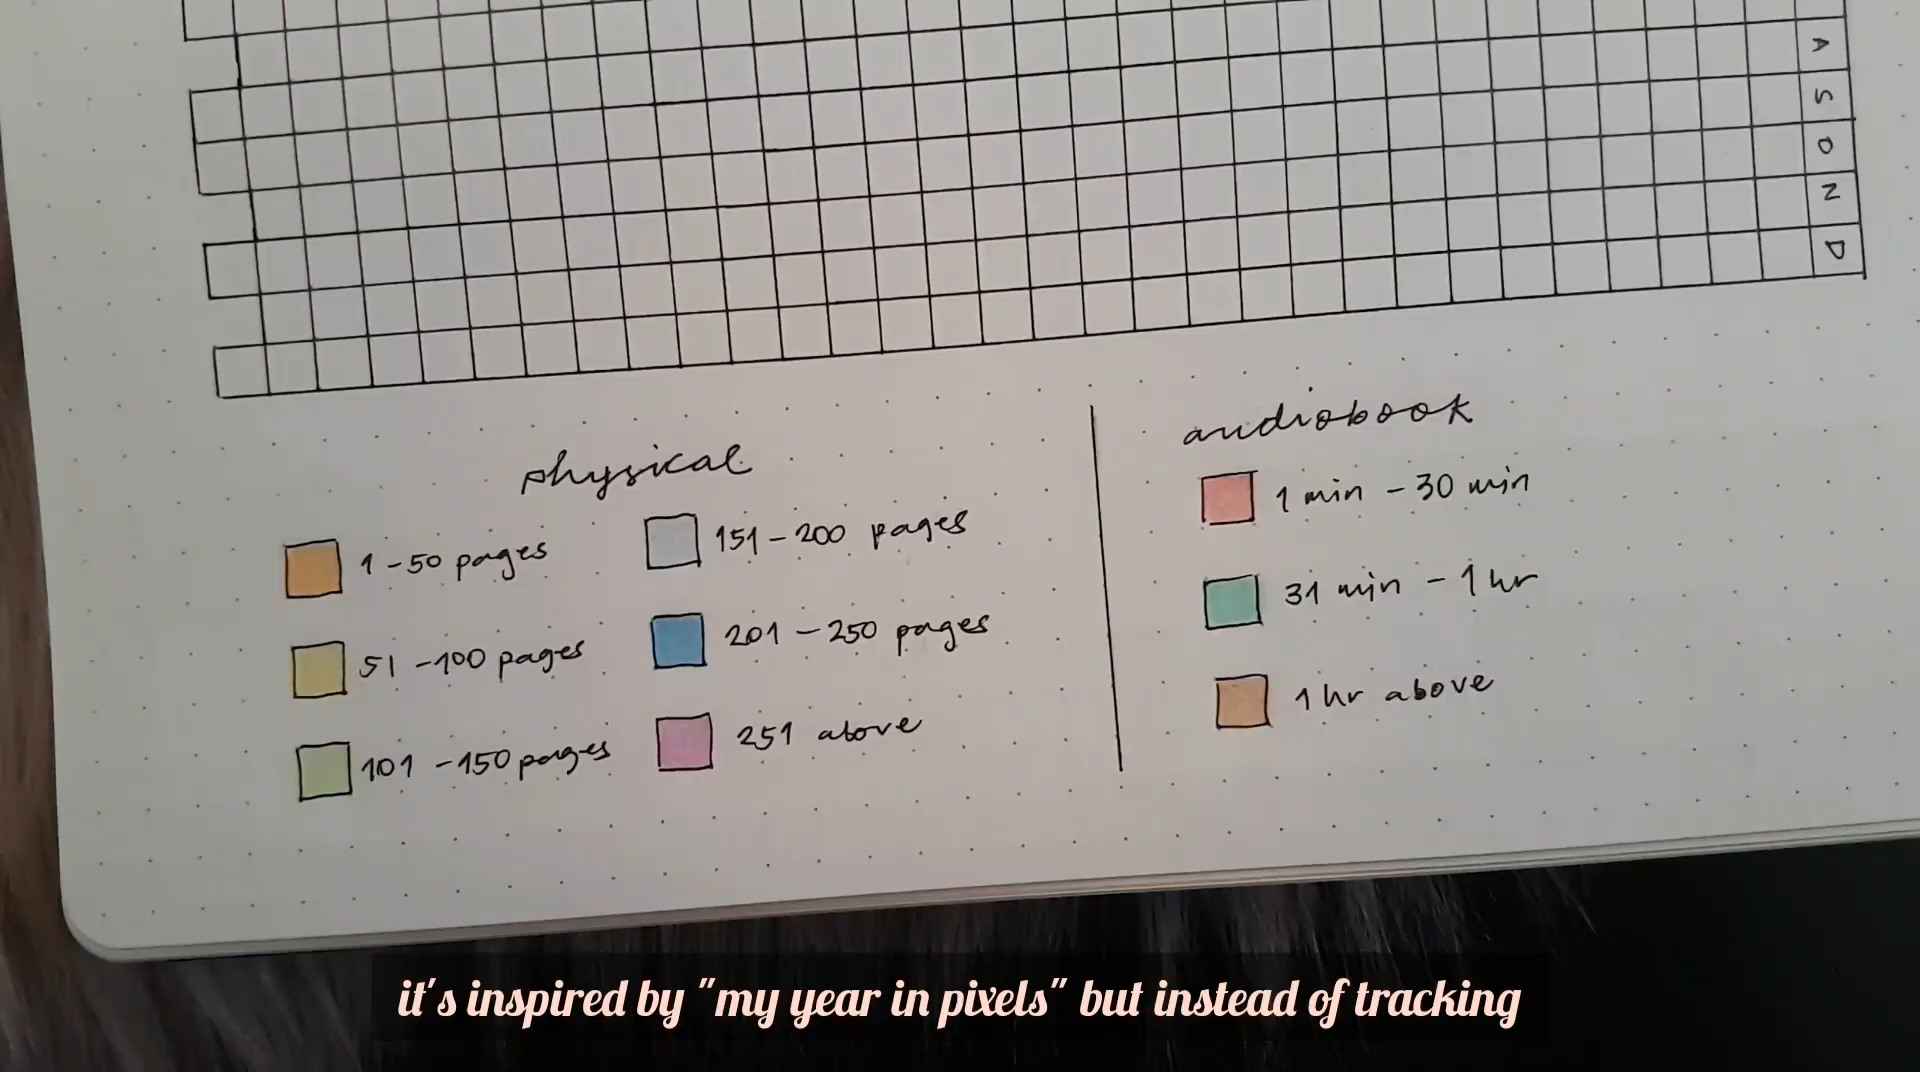 A
S
O
N
D
physical
1-50 pages
51-100 pages
101-150 pages
151-200 pages
201-250 pages
251 above
audiobook
1 min - 30 min
31 min - 1 hr
1 hr above
it's inspired by "my year in pixels" but instead of tracking